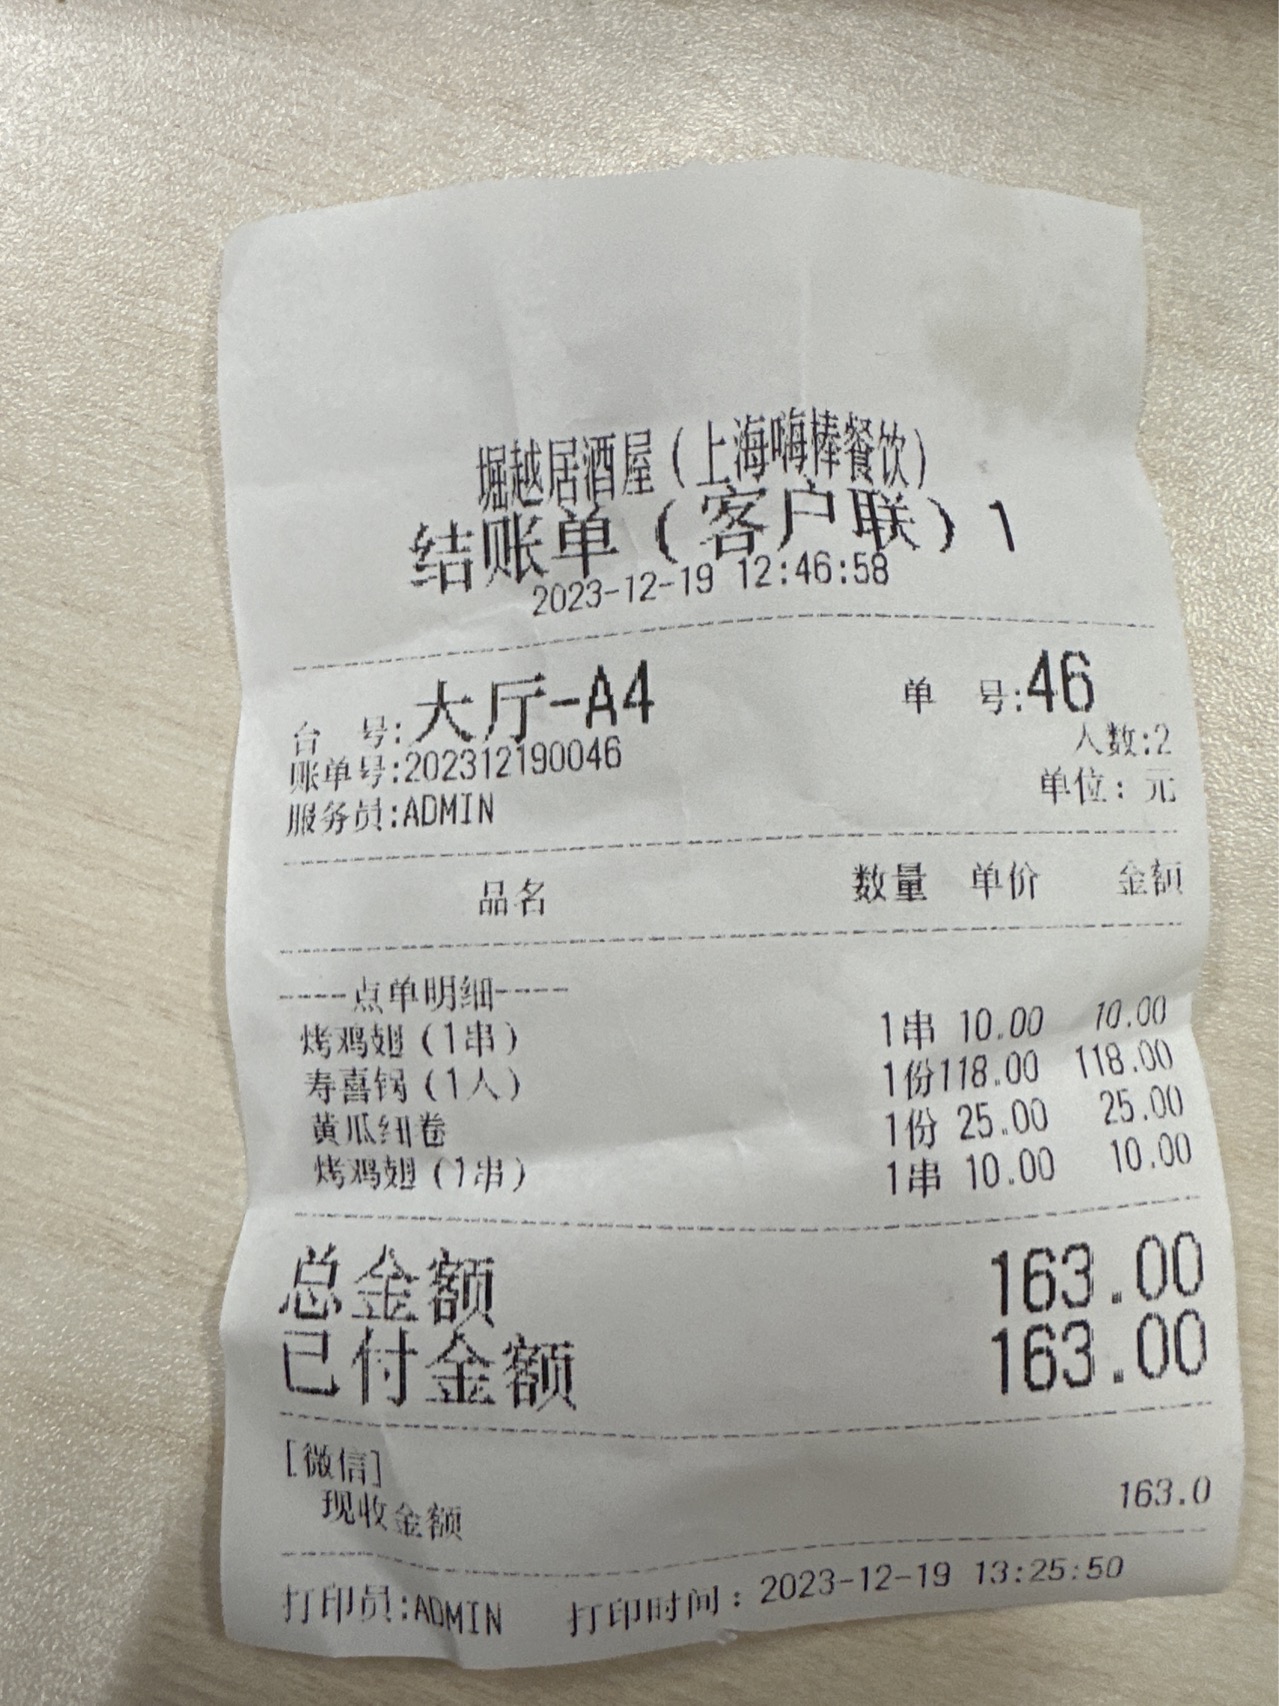 堀越居酒屋(上海嗨棒餐饮)
结账单(客户联)1
2023-12-19 12:46:58
台 号:大厅-A4 单 号:46
账单号:202312190046 人数:2
服务员:ADMIN 单位: 元
品名 数量 单价 金额
----点单明细----
烤鸡翅(1串) 1串 10.00 10.00
寿喜锅(1人) 1份118.00 118.00
黄瓜细卷 1份 25.00 25.00
烤鸡翅(1串) 1串 10.00 10.00
总金额 163.00
已付金额 163.00
[微信]
现收金额 163.0
打印员:ADMIN 打印时间: 2023-12-19 13:25:50